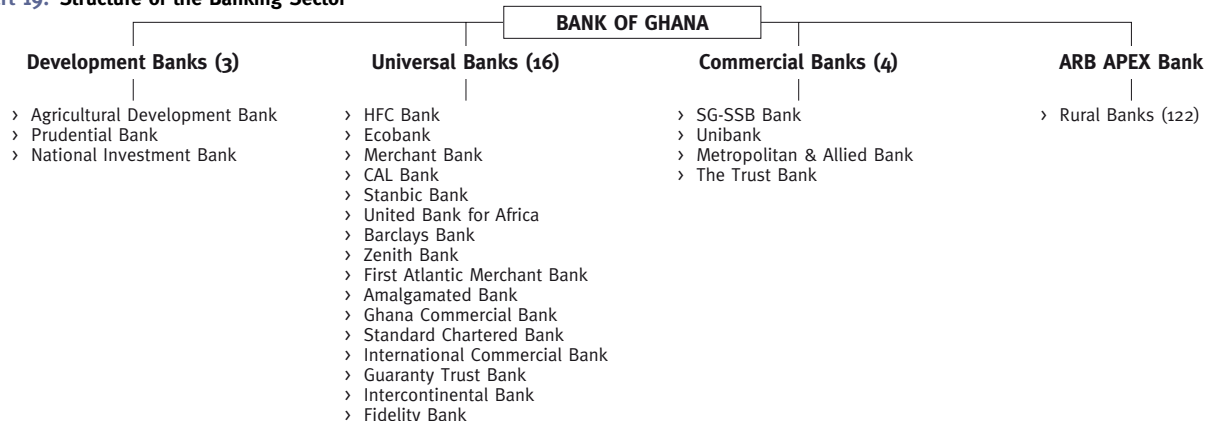 rt 19. Structure of the Banking Sector
BANK OF GHANA
Development Banks (3)
> Agricultural Development Bank
> Prudential Bank
> National Investment Bank
Universal Banks (16)
> HFC Bank
> Ecobank
> Merchant Bank
> CAL Bank
> Stanbic Bank
> United Bank for Africa
> Barclays Bank
> Zenith Bank
> First Atlantic Merchant Bank
> Amalgamated Bank
> Ghana Commercial Bank
> Standard Chartered Bank
> International Commercial Bank
> Guaranty Trust Bank
> Intercontinental Bank
> Fidelity Bank
Commercial Banks (4)
> SG-SSB Bank
> Unibank
> Metropolitan & Allied Bank
> The Trust Bank
ARB APEX Bank
> Rural Banks (122)